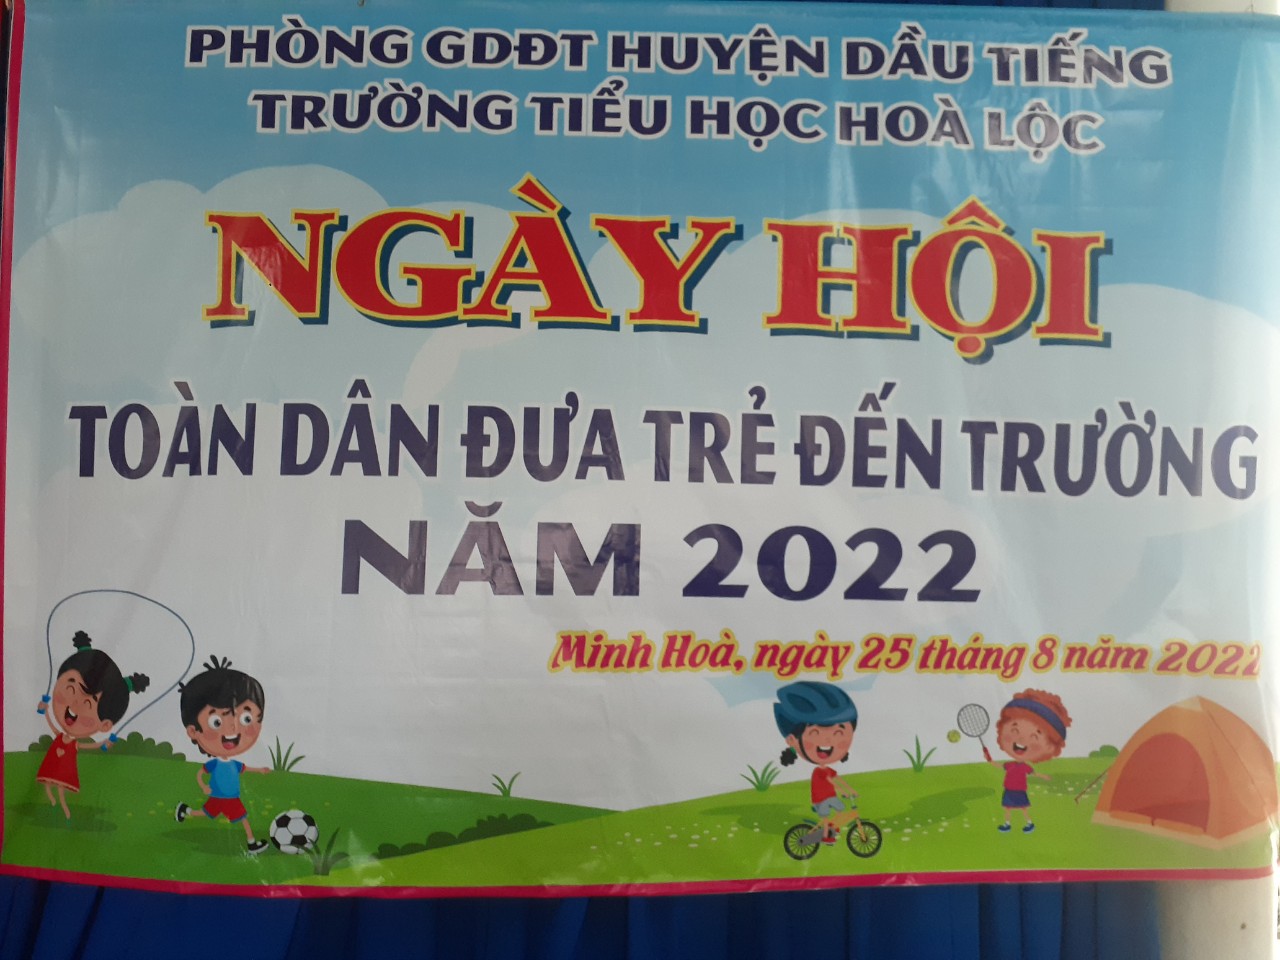 PHÒNG GDĐT HUYỆN DẦU TIẾNG
TRƯỜNG TIỂU HỌC HOÀ LỘC
NGÀY HỘI
TOÀN DÂN ĐƯA TRẺ ĐẾN TRƯỜNG
NĂM 2022
Minh Hoà, ngày 25 tháng 8 năm 2022